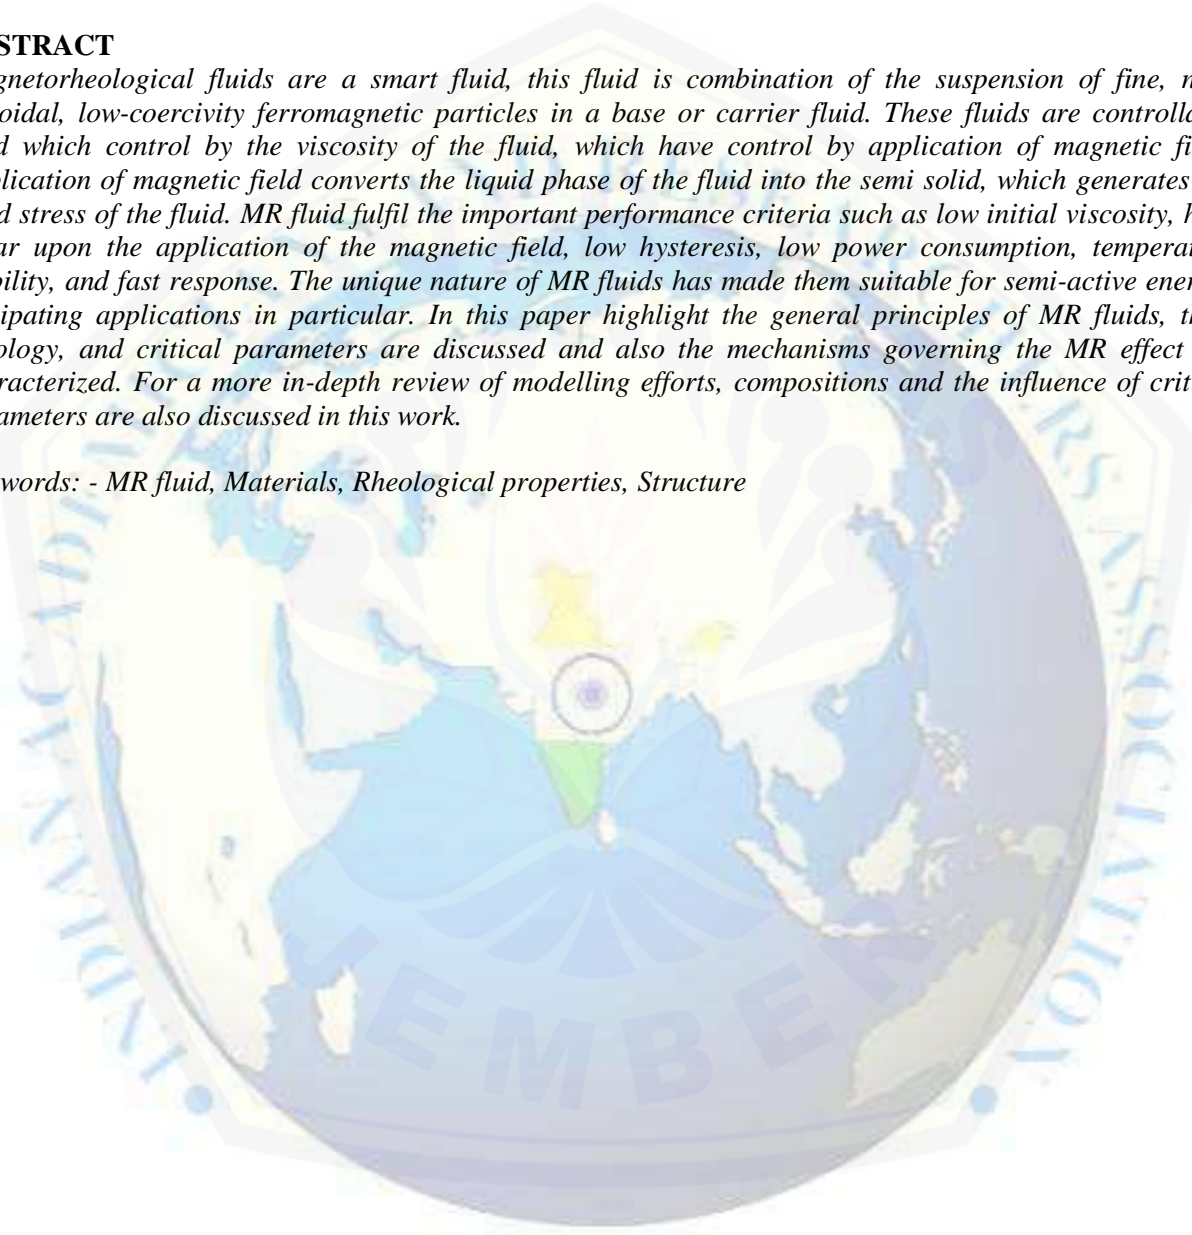 STRACT
gnetorheological fluids are a smart fluid, this fluid is combination of the suspension of fine, n
oidal, low-coercivity ferromagnetic particles in a base or carrier fluid. These fluids are controlla
d which control by the viscosity of the fluid, which have control by application of magnetic fi
plication of magnetic field converts the liquid phase of the fluid into the semi solid, which generates
d stress of the fluid. MR fluid fulfil the important performance criteria such as low initial viscosity, h
ar upon the application of the magnetic field, low hysteresis, low power consumption, temperat
bility, and fast response. The unique nature of MR fluids has made them suitable for semi-active ener
ipating applications in particular. In this paper highlight the general principles of MR fluids, th
ology, and critical parameters are discussed and also the mechanisms governing the MR effect
racterized. For a more in-depth review of modelling efforts, compositions and the influence of crit
ameters are also discussed in this work.
words: - MR fluid, Materials, Rheological properties, Structure
INDIAN
ASSOCIATION
JEMBER